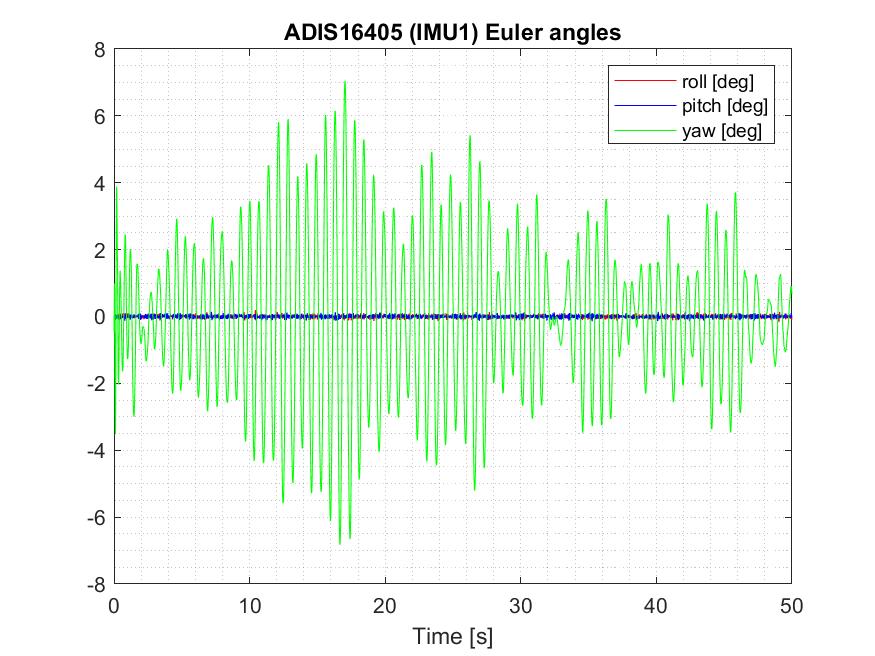 ADIS16405 (IMU1) Euler angles
8
6
4
2
0
-2
-4
-6
-8
roll [deg]
pitch [deg]
yaw [deg]
0 10 20 30 40 50
Time [s]